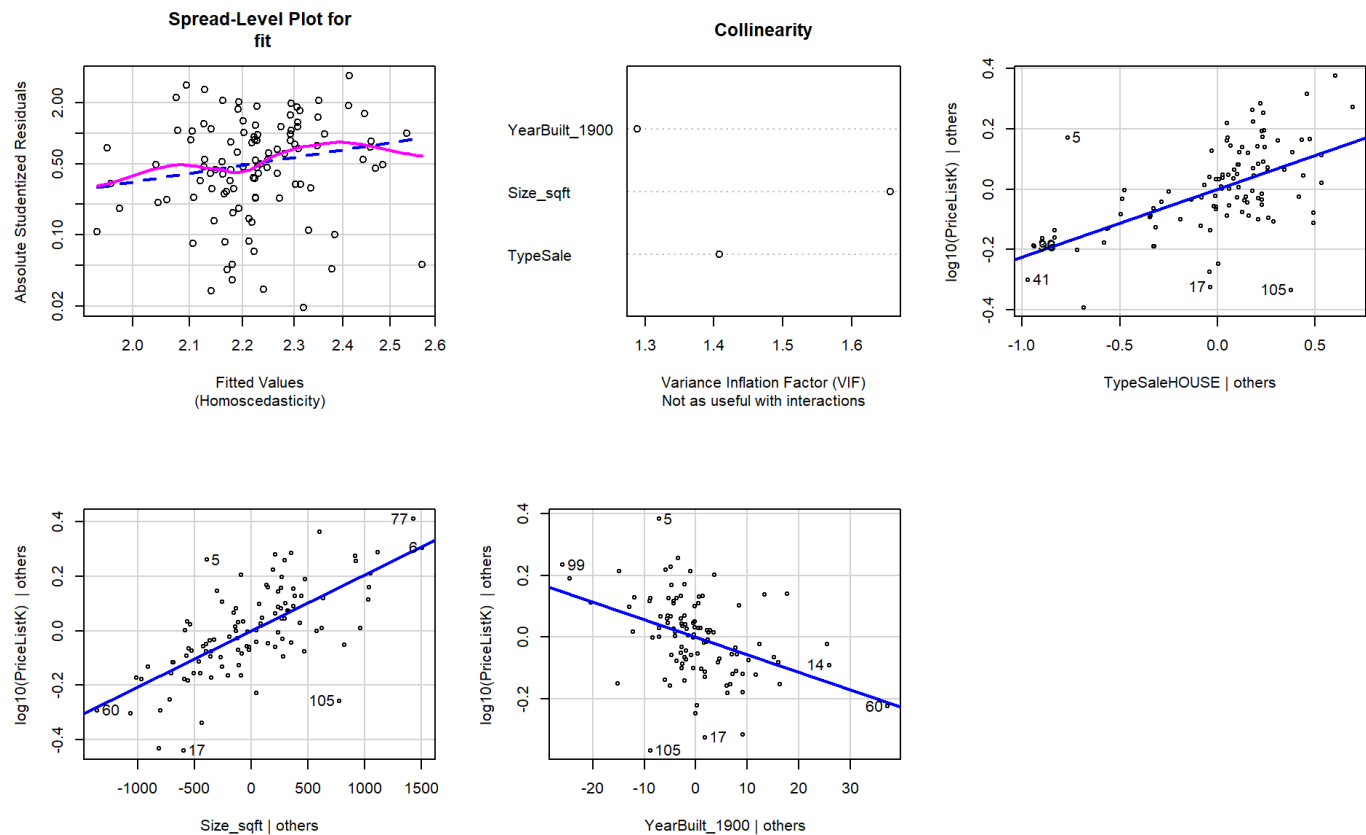 Spread-Level Plot for
fit
Absolute Studentized Residuals
2.00
0.50
0.10
0.02
2.0 2.1 2.2 2.3 2.4 2.5 2.6
Fitted Values
(Homoscedasticity)
Collinearity
YearBuilt_1900
Size_sqft
TypeSale
1.3 1.4 1.5 1.6
Variance Inflation Factor (VIF)
Not as useful with interactions
log10(PriceListK) | others
0.4
0.2
0.0
-0.2
-0.4
5
41
17
105
-1.0 -0.5 0.0 0.5
TypeSaleHOUSE | others
log10(PriceListK) | others
0.4
0.2
0.0
-0.2
-0.4
77
6
5
105
60
17
-1000 -500 0 500 1000 1500
Size_sqft | others
log10(PriceListK) | others
0.4
0.2
0.0
-0.2
5
99
14
60
17
105
-20 -10 0 10 20 30
YearBuilt_1900 | others